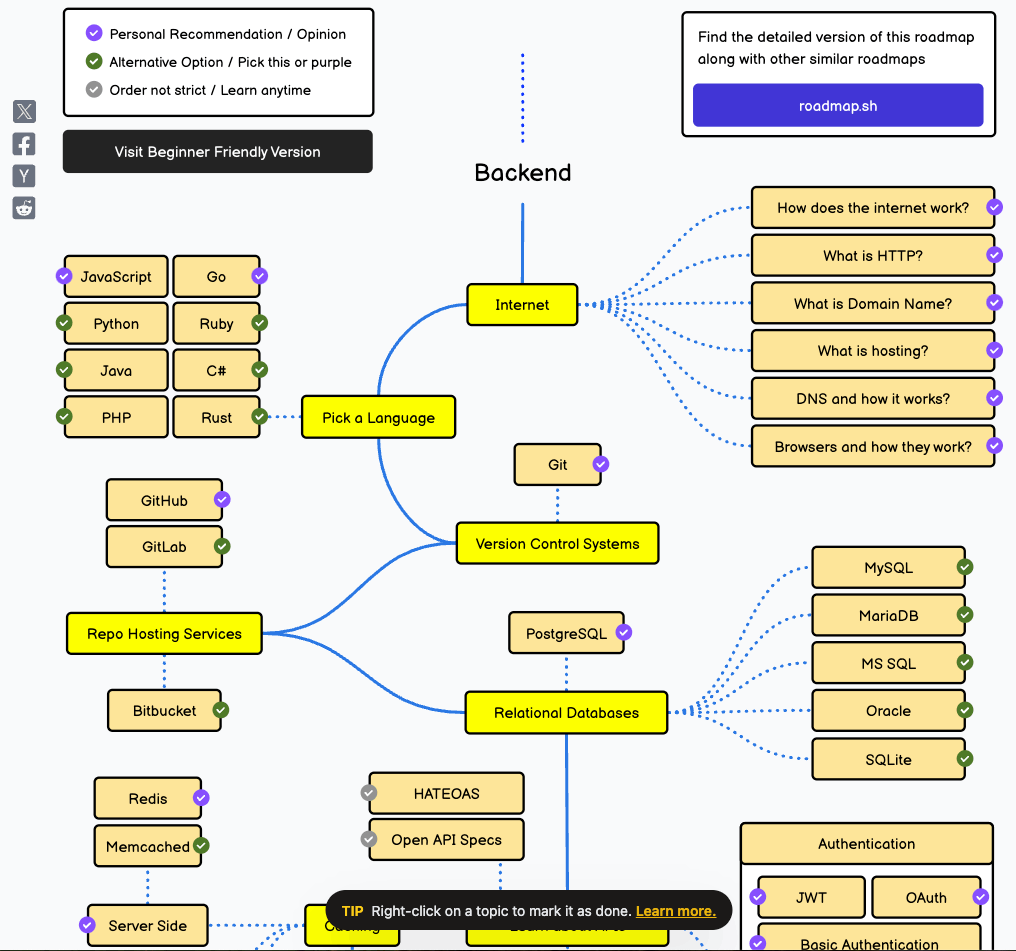 Personal Recommendation / Opinion
Alternative Option / Pick this or purple
Order not strict / Learn anytime
Find the detailed version of this roadmap
along with other similar roadmaps
roadmap.sh
Visit Beginner Friendly Version
Backend
How does the internet work?
What is HTTP?
What is Domain Name?
What is hosting?
DNS and how it works?
Browsers and how they work?
Internet
JavaScript
Go
Python
Ruby
Java
C#
PHP
Rust
Pick a Language
Git
GitHub
GitLab
Version Control Systems
Repo Hosting Services
Bitbucket
PostgreSQL
Relational Databases
MySQL
MariaDB
MS SQL
Oracle
SQLite
Redis
Memcached
Server Side
HATEOAS
Open API Specs
Authentication
JWT
OAuth
Basic Authentication
TIP Right-click on a topic to mark it as done. Learn more.